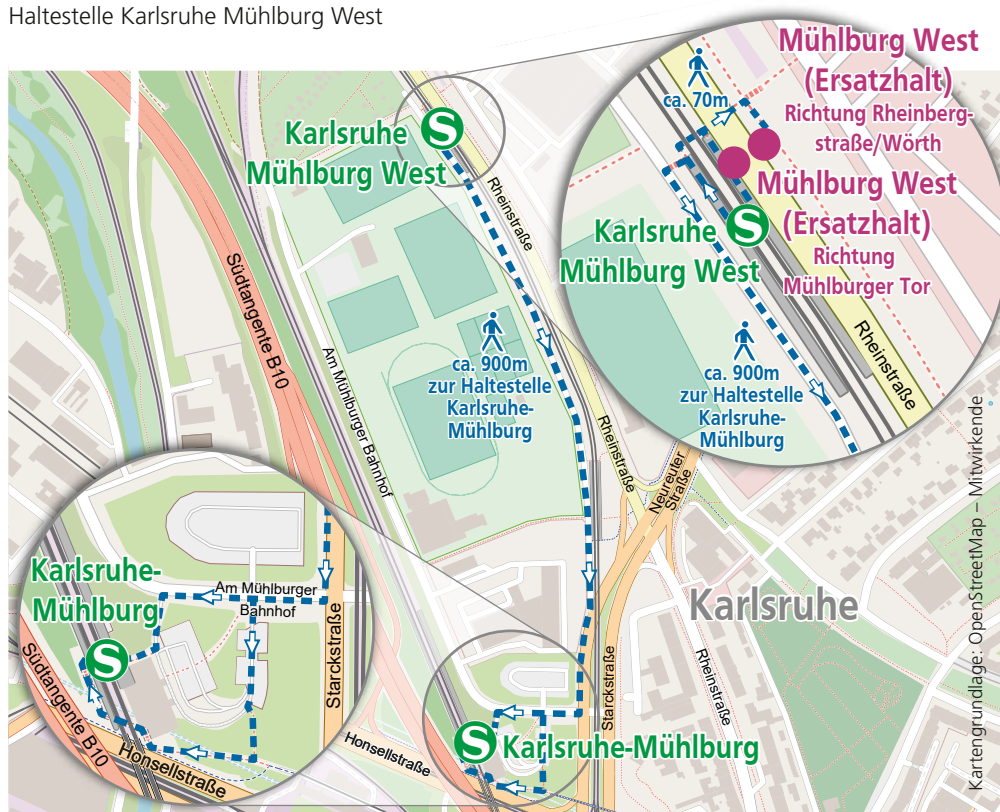 Haltestelle Karlsruhe Mühlburg West
Mühlburg West
(Ersatzhalt)
Richtung Rheinberg-
straße/Wörth
ca. 70m
Mühlburg West
(Ersatzhalt)
Richtung
Mühlburger Tor
S
Karlsruhe
Mühlburg West
ca. 900m
zur Haltestelle
Karlsruhe-
Mühlburg
Rheinstraße
S
Karlsruhe
Mühlburg West
Rheinstraße
Südtangente B10
Am Mühlburger Bahnhof
ca. 900m
zur Haltestelle
Karlsruhe-
Mühlburg
Rheinstraße
Neureuter
Straße
Karlsruhe
Rheinstraße
Starckstraße
Honsellstraße
S
Karlsruhe-Mühlburg
Karlsruhe-
Mühlburg
S
Am Mühlburger
Bahnhof
Starckstraße
Südtangente B10
Honsellstraße
Kartengrundlage: OpenStreetMap – Mitwirkende